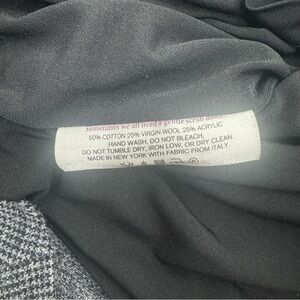 Sometimes we all need a gentle scrub down.
50% COTTON 25% VIRGIN WOOL 25% ACRYLIC
HAND WASH, DO NOT BLEACH,
DO NOT TUMBLE DRY, IRON LOW, OR DRY CLEAN.
MADE IN NEW YORK WITH FABRIC FROM ITALY